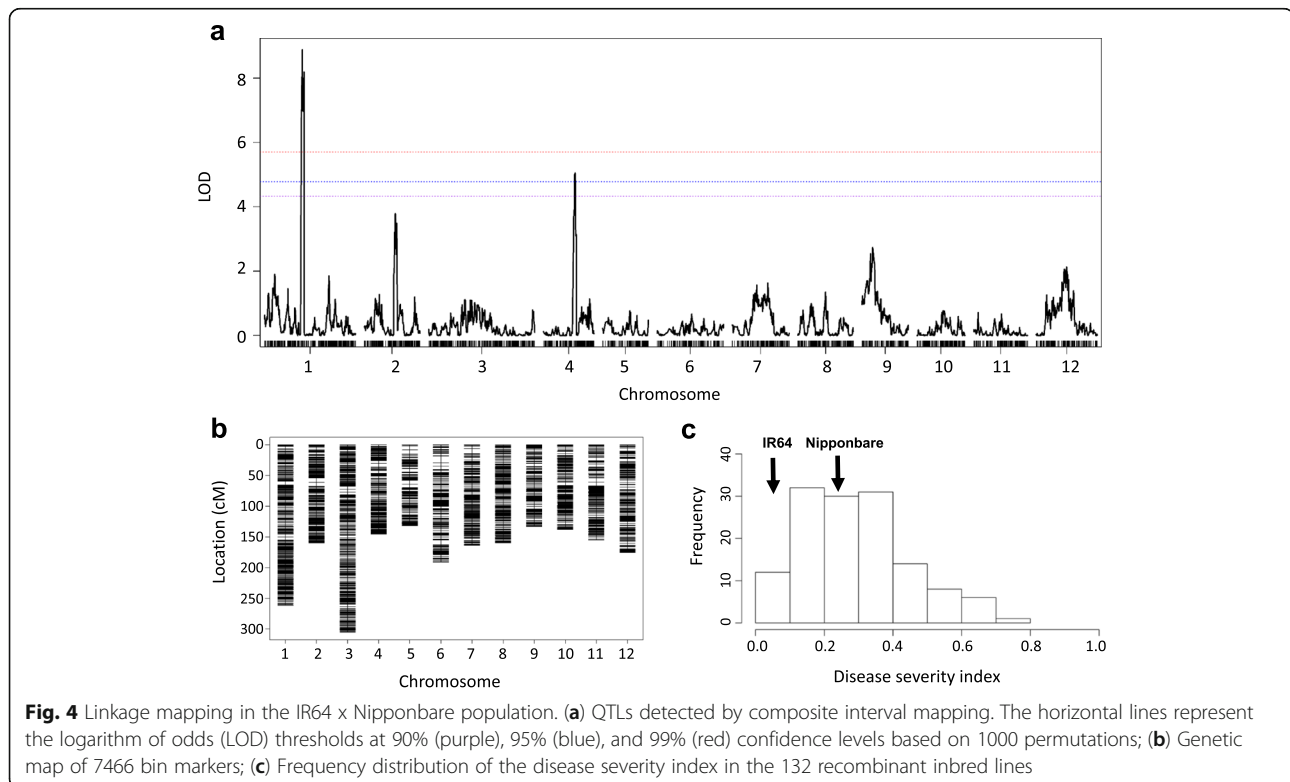 a
8
6
4
2
0
LOD
1 2 3 4 5 6 7 8 9 10 11 12
Chromosome
b
0
50
100
150
200
250
300
Location (cM)
1 2 3 4 5 6 7 8 9 10 11 12
Chromosome
c
IR64 Nipponbare
40
30
20
10
0
Frequency
0.0 0.2 0.4 0.6 0.8 1.0
Disease severity index
Fig. 4 Linkage mapping in the IR64 x Nipponbare population. (a) QTLs detected by composite interval mapping. The horizontal lines represent
the logarithm of odds (LOD) thresholds at 90% (purple), 95% (blue), and 99% (red) confidence levels based on 1000 permutations; (b) Genetic
map of 7466 bin markers; (c) Frequency distribution of the disease severity index in the 132 recombinant inbred lines